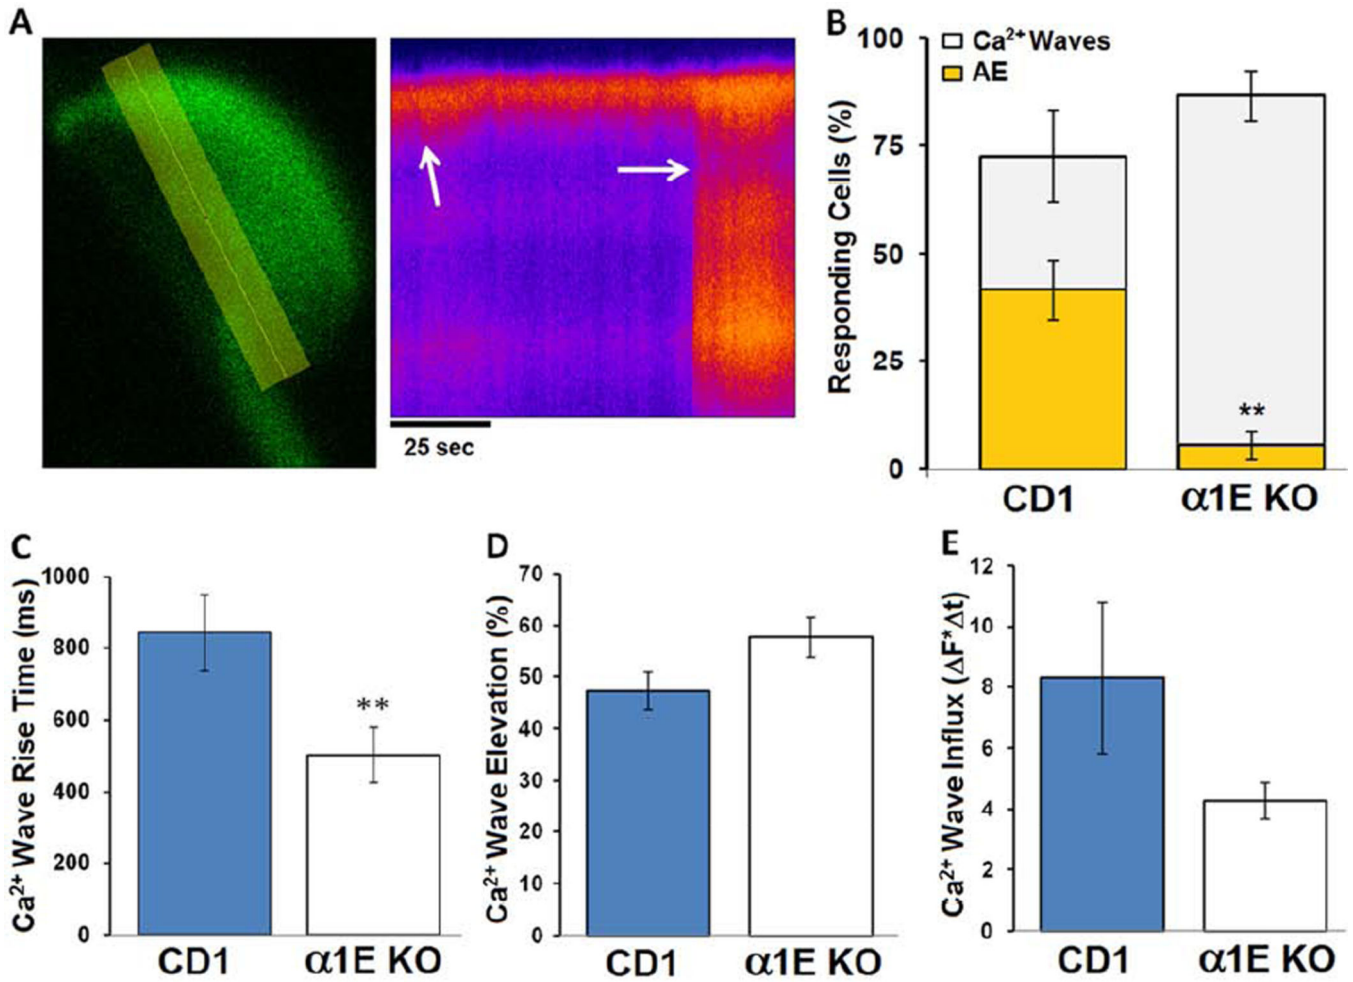 A
25 sec
B
Responding Cells (%)
100
75
50
25
0
Ca²⁺ Waves
AE
**
CD1
α1E KO
C
Ca²⁺ Wave Rise Time (ms)
1000
800
600
400
200
0
**
CD1
α1E KO
D
Ca²⁺ Wave Elevation (%)
70
60
50
40
30
20
10
0
CD1
α1E KO
E
Ca²⁺ Wave Influx (ΔF*Δt)
12
10
8
6
4
2
0
CD1
α1E KO